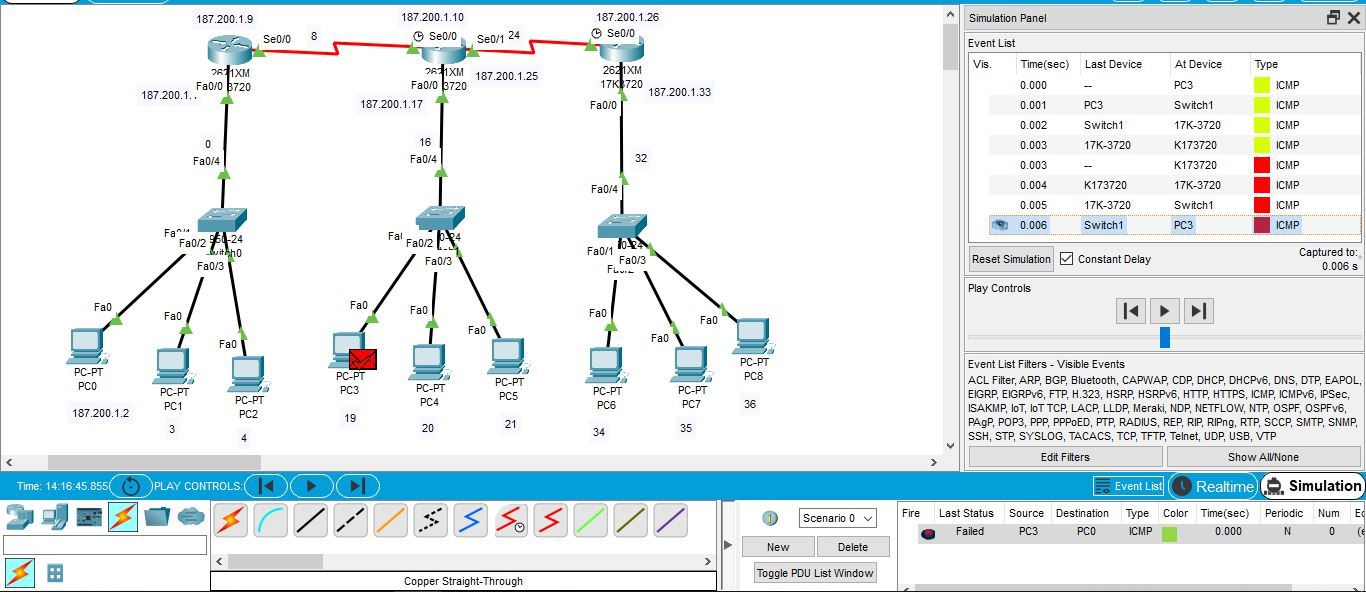 187.200.1.9
187.200.1.10
187.200.1.26
Se0/0
8
Se0/0
Se0/1
24
Se0/0
2621XM
3720
Fa0/0
187.200.1.
3720
Fa0/0
187.200.1.17
187.200.1.25
2621XM
Fa0/0
187.200.1.33
0
Fa0/4
16
Fa0/4
32
Fa0/4
Fa0/2
Fa0/3
Fa0/2
Fa0/3
Fa0/1
Fa0/3
Fa0
Fa0
Fa0
Fa0
Fa0
Fa0
Fa0
Fa0
Fa0
PC-PT
PC0
PC-PT
PC1
PC-PT
PC2
PC-PT
PC3
PC-PT
PC4
PC-PT
PC5
PC-PT
PC6
PC-PT
PC7
PC-PT
PC8
187.200.1.2
3
4
19
20
21
34
35
36
Simulation Panel
Event List
Vis. Time(sec) Last Device At Device Type
0.000 -- PC3 ICMP
0.001 PC3 Switch1 ICMP
0.002 Switch1 17K-3720 ICMP
0.003 17K-3720 K173720 ICMP
0.003 -- K173720 ICMP
0.004 K173720 17K-3720 ICMP
0.005 17K-3720 Switch1 ICMP
0.006 Switch1 PC3 ICMP
Reset Simulation Constant Delay
Captured to:
0.006 s
Play Controls
Event List Filters - Visible Events
ACL Filter, ARP, BGP, Bluetooth, CAPWAP, CDP, DHCP, DHCPv6, DNS, DTP, EAPOL,
EIGRP, EIGRPv6, FTP, H.323, HSRP, HSRPv6, HTTP, HTTPS, ICMP, ICMPv6, IPSec,
ISAKMP, IoT, IoT TCP, LACP, LLDP, Meraki, NDP, NETFLOW, NTP, OSPF, OSPFv6,
PAgP, POP3, PPP, PPPoED, PTP, RADIUS, REP, RIP, RIPng, RTP, SCCP, SMTP, SNMP,
SSH, STP, SYSLOG, TACACS, TCP, TFTP, Telnet, UDP, USB, VTP
Edit Filters Show All/None
Time: 14:16:45.855 PLAY CONTROLS:
Event List Realtime Simulation
Scenario 0
New Delete
Toggle PDU List Window
Copper Straight-Through
Fire Last Status Source Destination Type Color Time(sec) Periodic Num
Failed PC3 PC0 ICMP 0.000 N 0